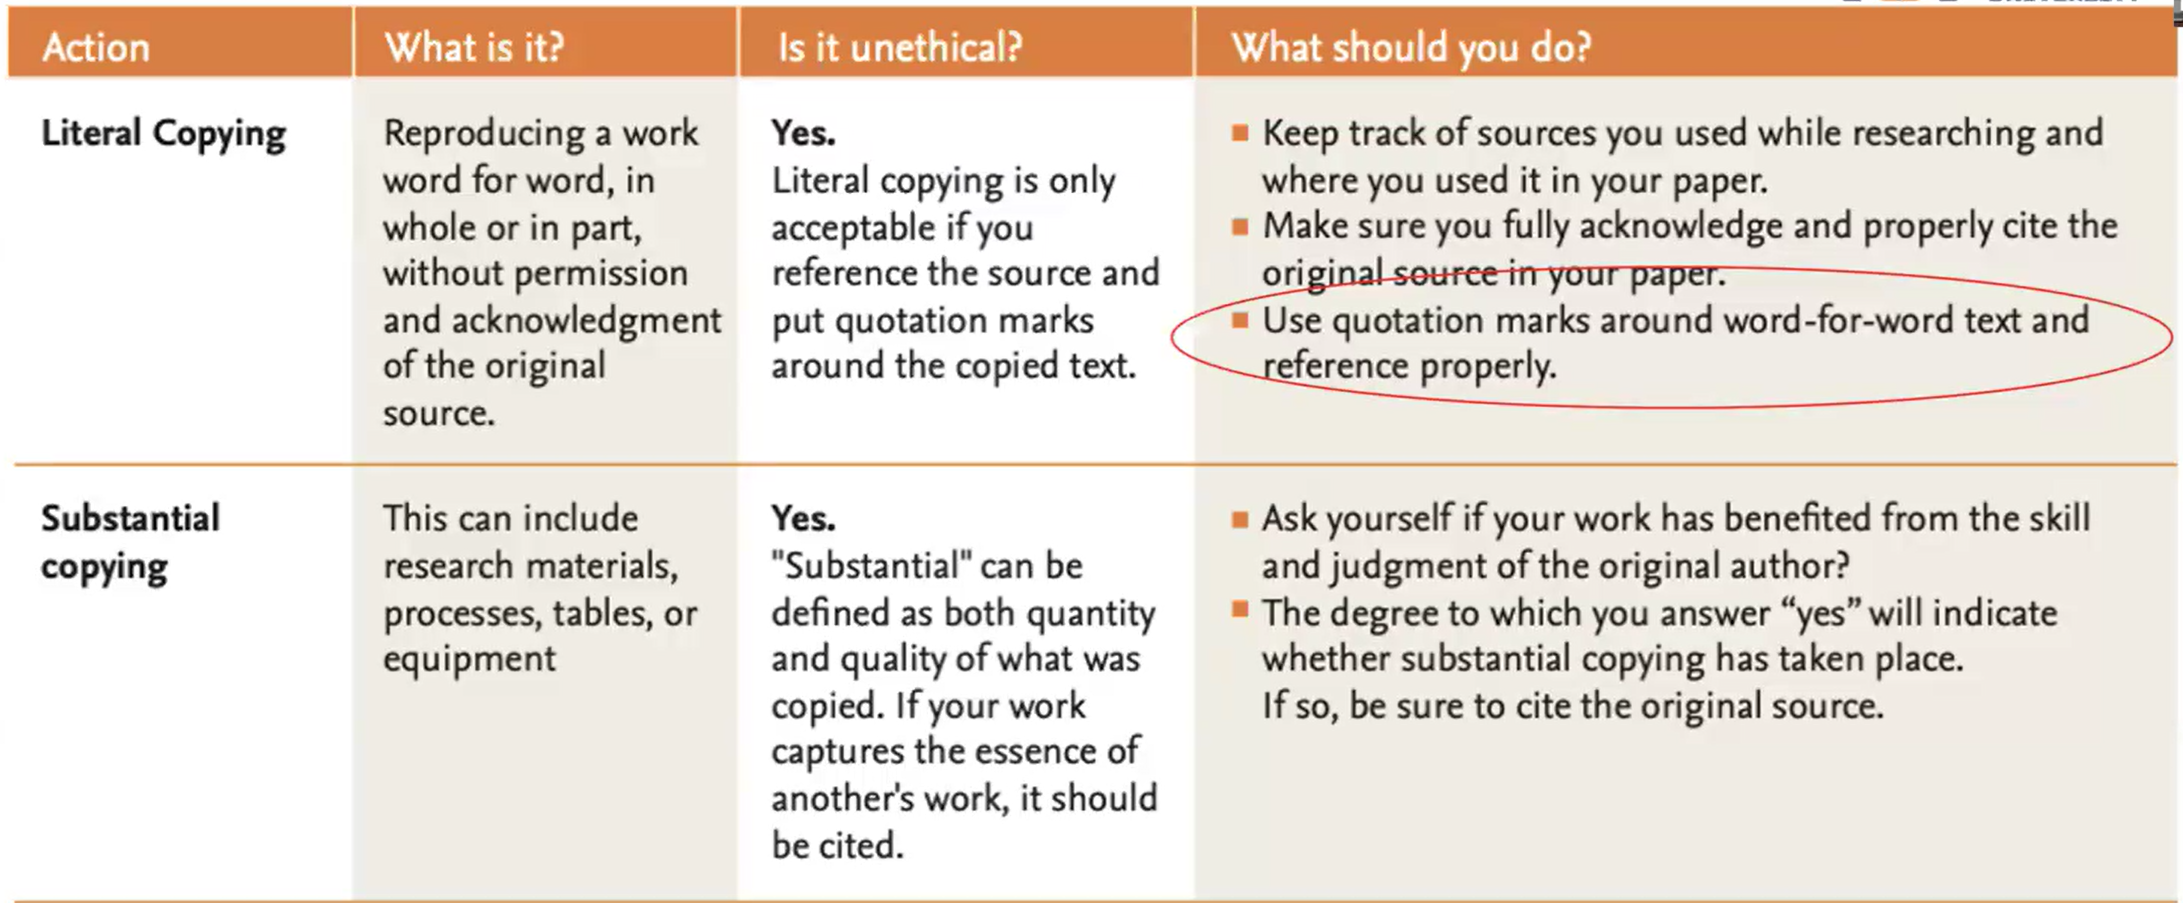 Action
What is it?
Is it unethical?
What should you do?
Literal Copying
Reproducing a work
word for word, in
whole or in part,
without permission
and acknowledgment
of the original
source.
Yes.
Literal copying is only
acceptable if you
reference the source and
put quotation marks
around the copied text.
■ Keep track of sources you used while researching and
where you used it in your paper.
■ Make sure you fully acknowledge and properly cite the
original source in your paper.
■ Use quotation marks around word-for-word text and
reference properly.
Substantial
copying
This can include
research materials,
processes, tables, or
equipment
Yes.
"Substantial" can be
defined as both quantity
and quality of what was
copied. If your work
captures the essence of
another's work, it should
be cited.
■ Ask yourself if your work has benefited from the skill
and judgment of the original author?
■ The degree to which you answer “yes” will indicate
whether substantial copying has taken place.
If so, be sure to cite the original source.